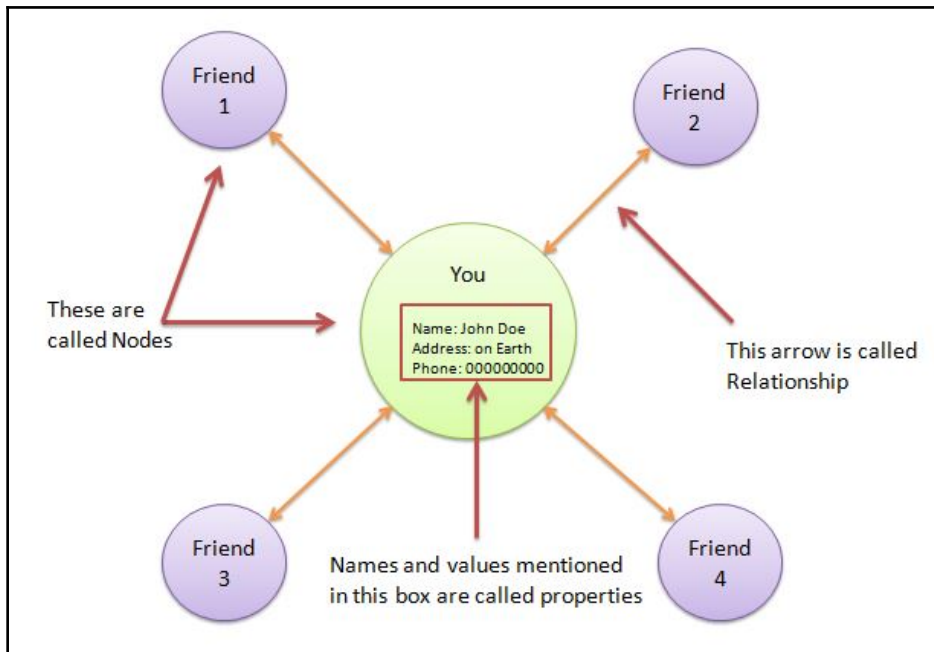 Friend
1
Friend
2
You
Name: John Doe
Address: on Earth
Phone: 000000000
These are
called Nodes
This arrow is called
Relationship
Friend
3
Names and values mentioned
in this box are called properties
Friend
4